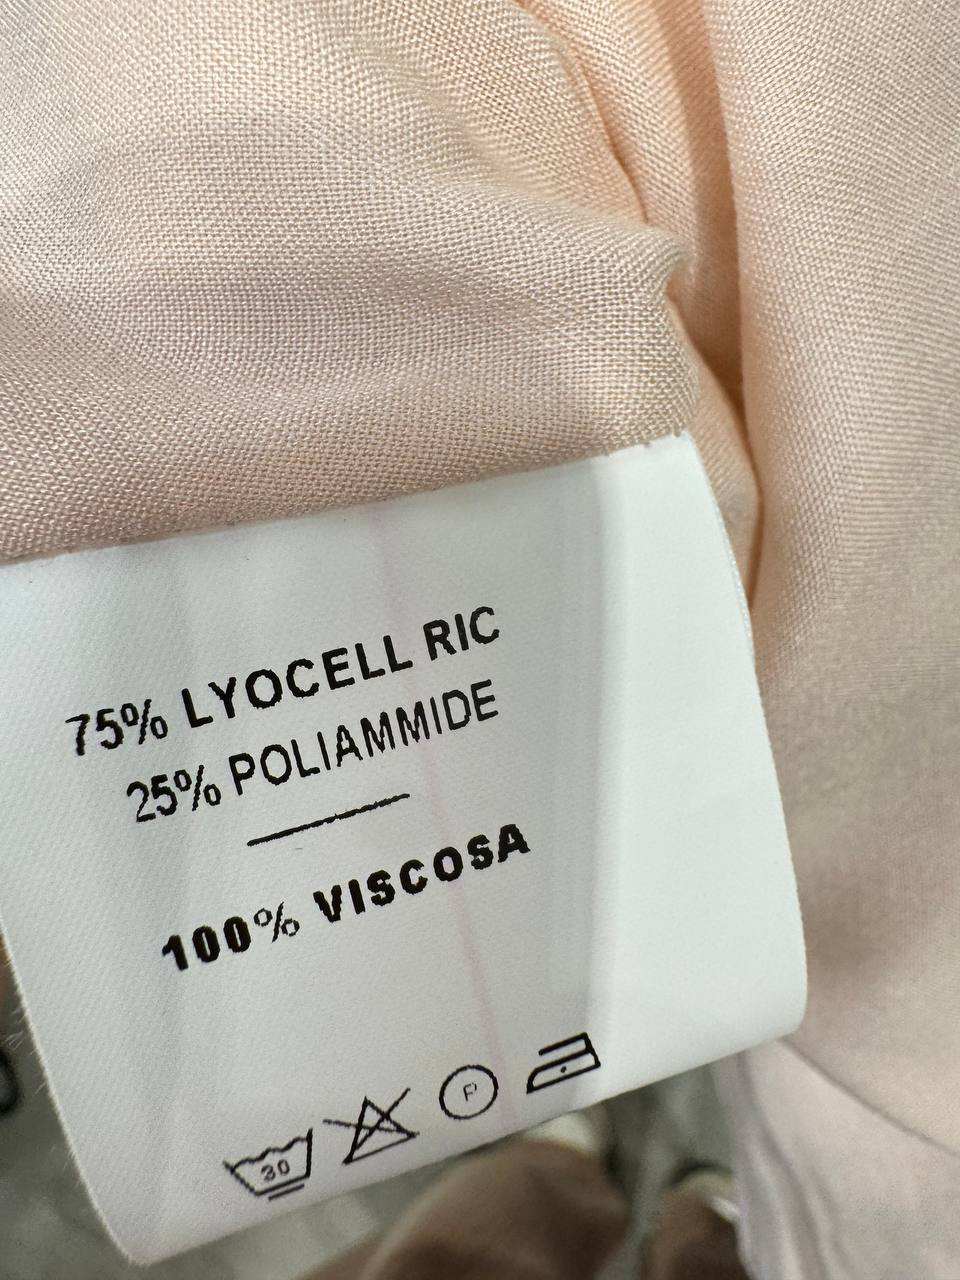 75% LYOCELL RIC
25% POLIAMMIDE
100% VISCOSA
30 P